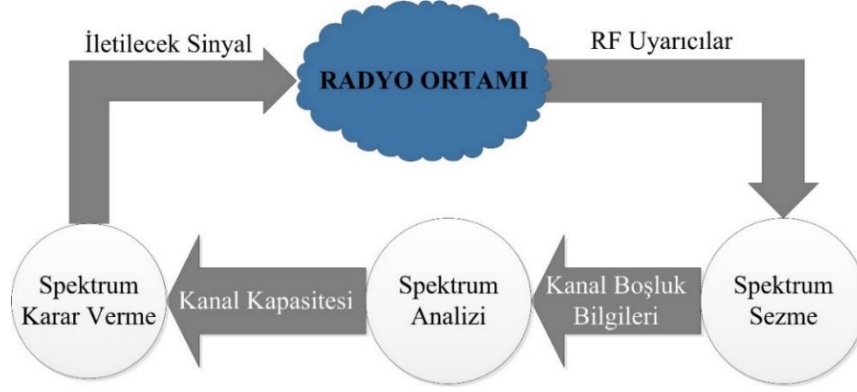 İletilecek Sinyal
RF Uyarıcılar
RADYO ORTAMI
Spektrum
Karar Verme
Kanal Kapasitesi
Spektrum
Analizi
Kanal Boşluk
Bilgileri
Spektrum
Sezme